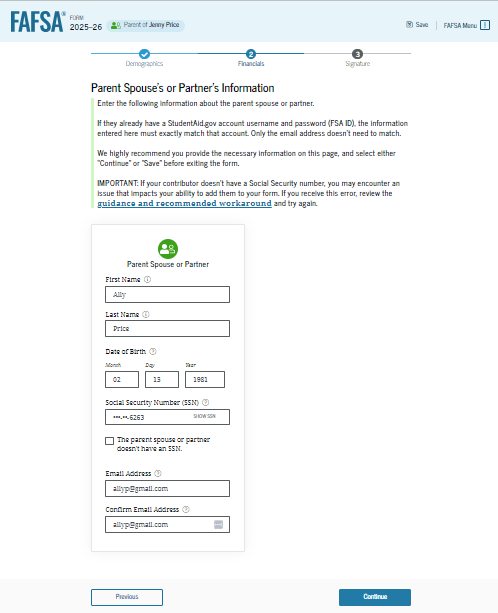 FAFSA®
FORM
2025–26
Parent of Jenny Price
Save
FAFSA Menu
Demographics
2
Financials
3
Signature
Parent Spouse's or Partner's Information
Enter the following information about the parent spouse or partner.
If they already have a StudentAid.gov account username and password (FSA ID), the information
entered here must exactly match that account. Only the email address doesn't need to match.
We highly recommend you provide the necessary information on this page, and select either
"Continue" or "Save" before exiting the form.
IMPORTANT: If your contributor doesn't have a Social Security number, you may encounter an
issue that impacts your ability to add them to your form. If you receive this error, review the
guidance and recommended workaround and try again.
Parent Spouse or Partner
First Name
Ally
Last Name
Price
Date of Birth
Month Day Year
02 13 1981
Social Security Number (SSN)
•••-••-6263 SHOW SSN
The parent spouse or partner
doesn't have an SSN.
Email Address
allyp@gmail.com
Confirm Email Address
allyp@gmail.com
Previous
Continue